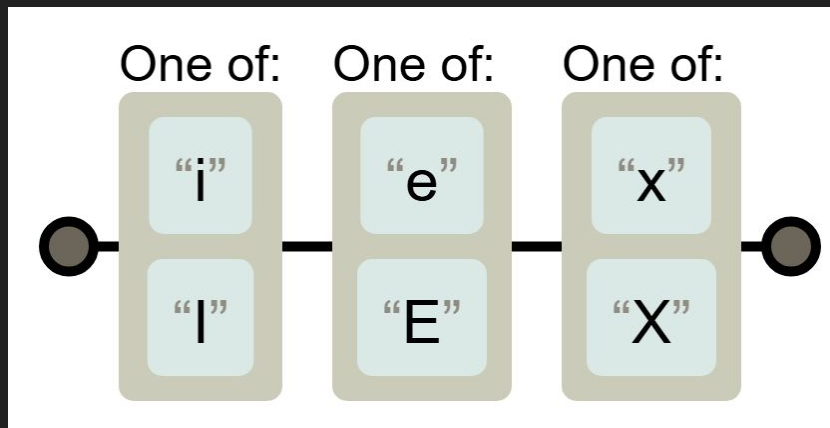 One of: One of: One of:
“i” “e” “x”
“I” “E” “X”